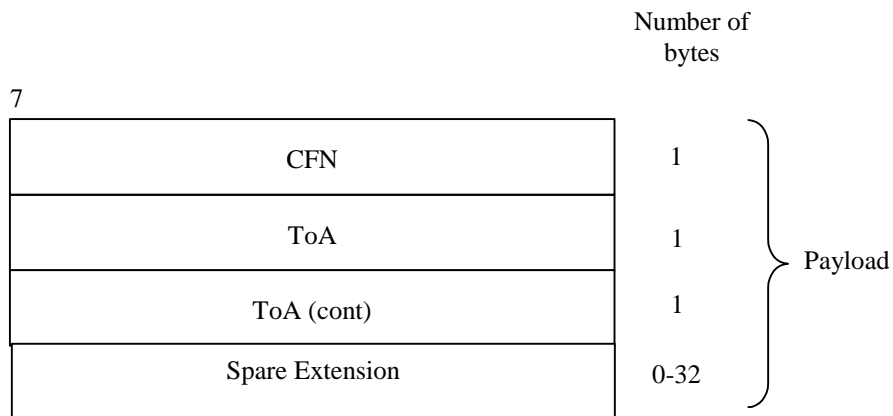 Number of
bytes
7
CFN 1
ToA 1
ToA (cont) 1
Payload
Spare Extension 0-32